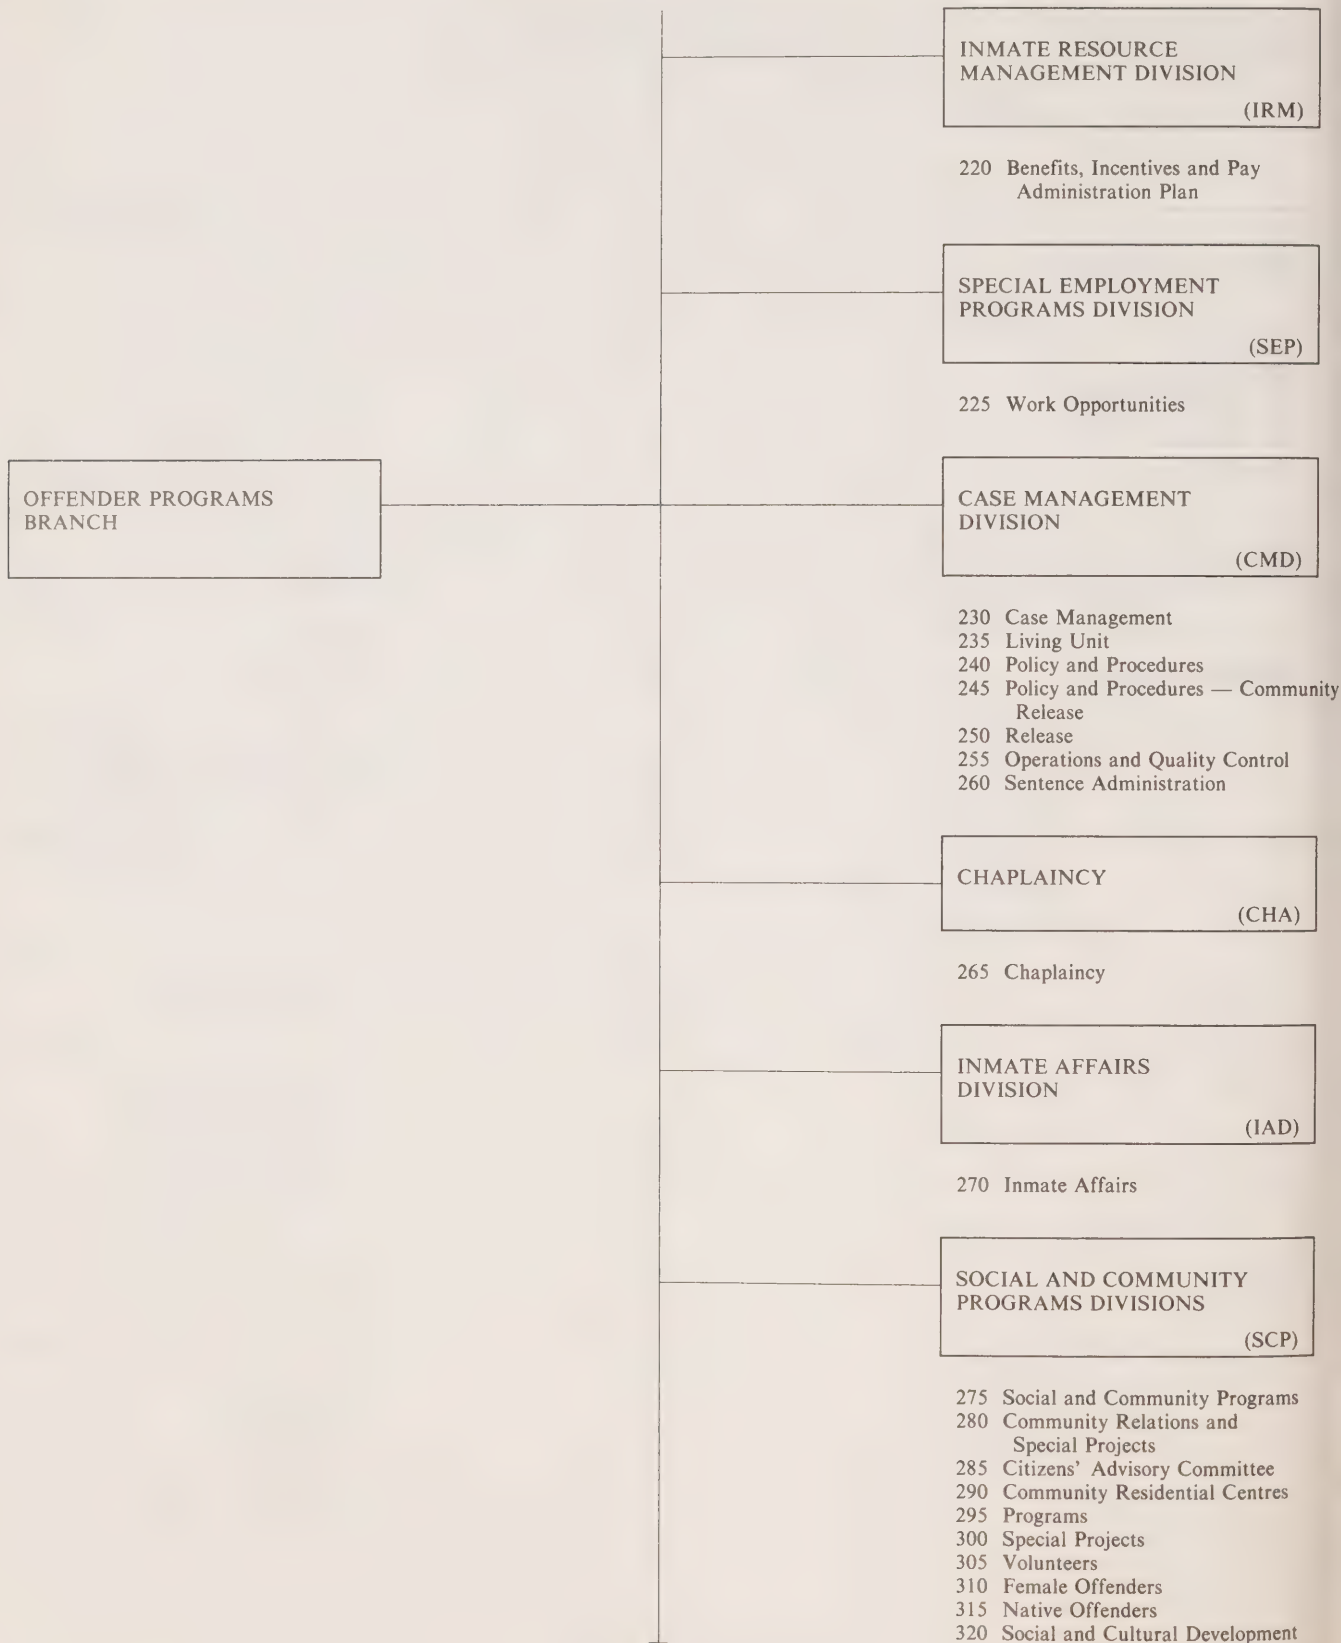 INMATE RESOURCE
MANAGEMENT DIVISION
(IRM)
220 Benefits, Incentives and Pay
Administration Plan
SPECIAL EMPLOYMENT
PROGRAMS DIVISION
(SEP)
225 Work Opportunities
OFFENDER PROGRAMS
BRANCH
CASE MANAGEMENT
DIVISION
(CMD)
230 Case Management
235 Living Unit
240 Policy and Procedures
245 Policy and Procedures — Community
Release
250 Release
255 Operations and Quality Control
260 Sentence Administration
CHAPLAINCY
(CHA)
265 Chaplaincy
INMATE AFFAIRS
DIVISION
(IAD)
270 Inmate Affairs
SOCIAL AND COMMUNITY
PROGRAMS DIVISIONS
(SCP)
275 Social and Community Programs
280 Community Relations and
Special Projects
285 Citizens' Advisory Committee
290 Community Residential Centres
295 Programs
300 Special Projects
305 Volunteers
310 Female Offenders
315 Native Offenders
320 Social and Cultural Development